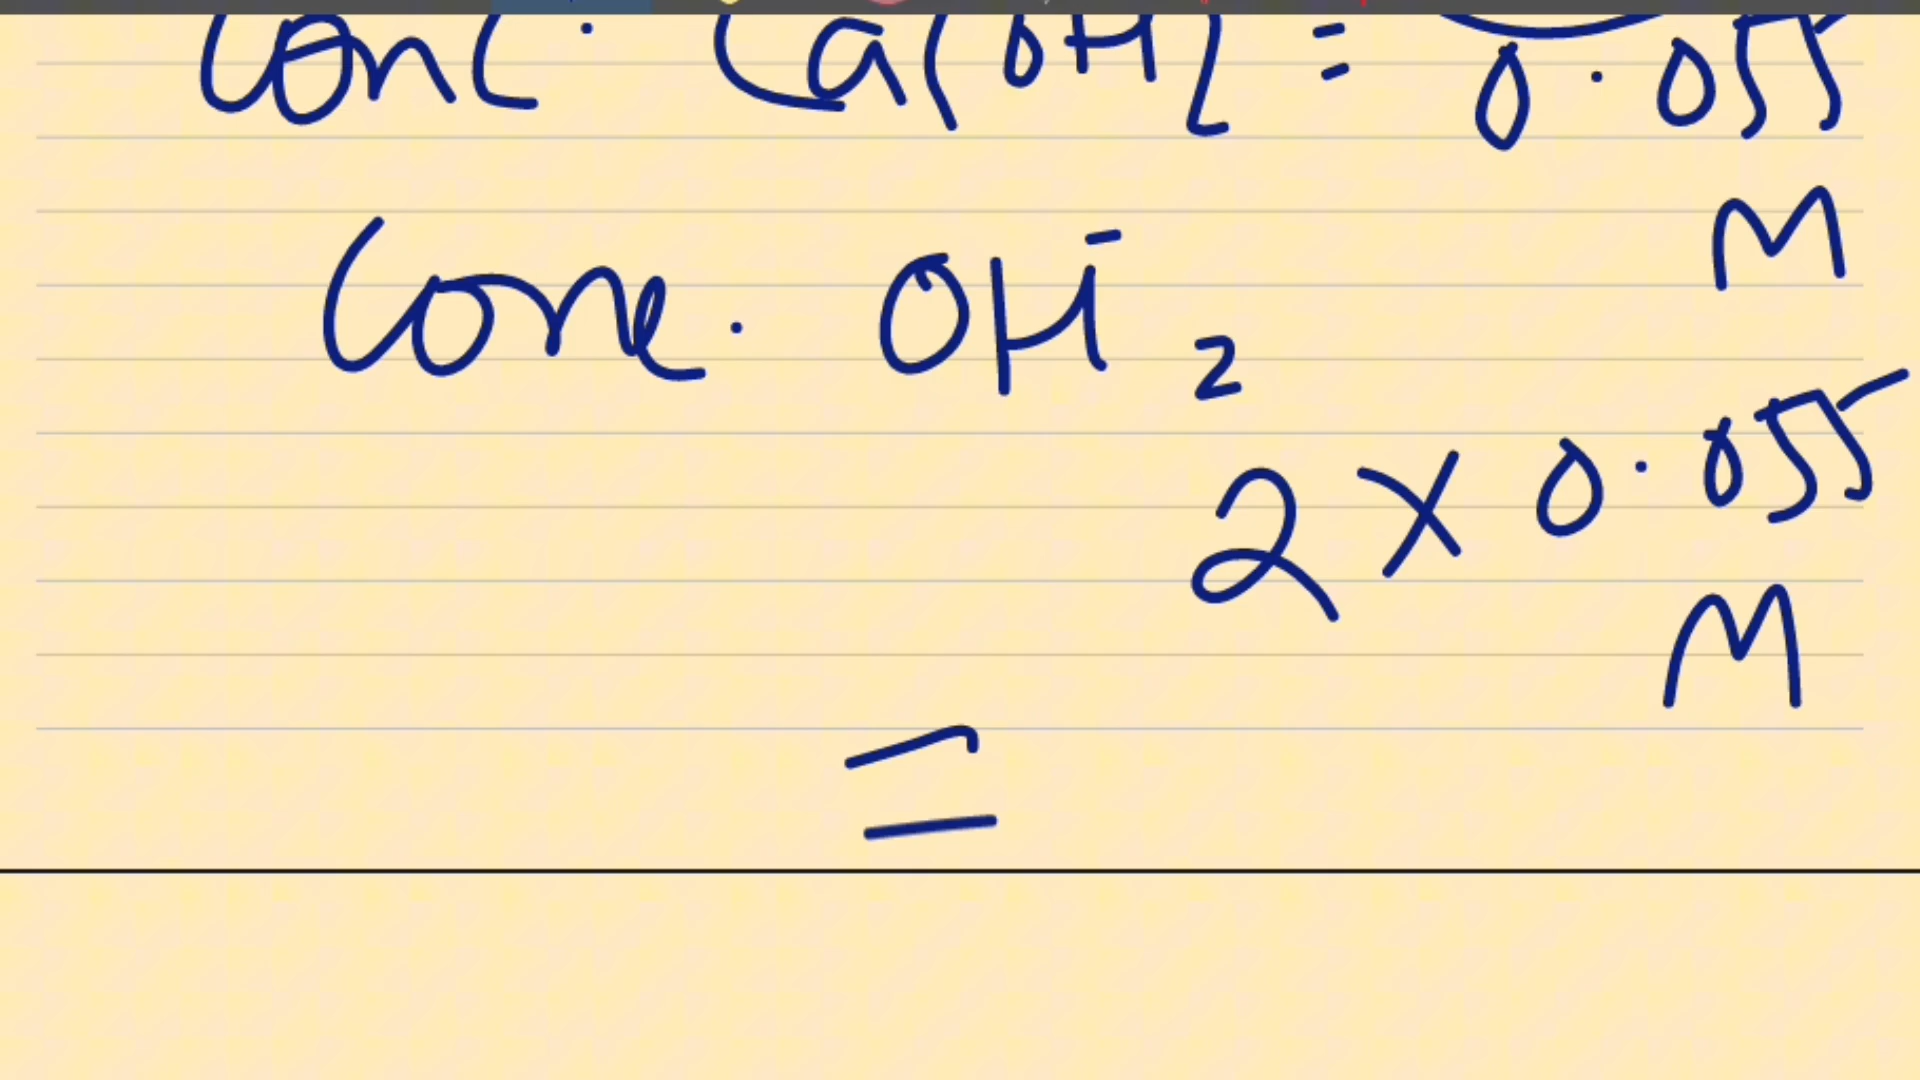 Conc. Ca(OH)2 = 0.055
M
Conc. OH⁻ =
2 x 0.055
M
=